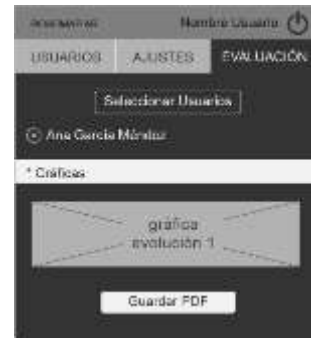 Nombre Usuario
USUARIOS AJUSTES EVALUACIÓN
Seleccionar Usuarios
Ana García Méndez
* Gráficas
gráfica
evolución 1
Guardar PDF